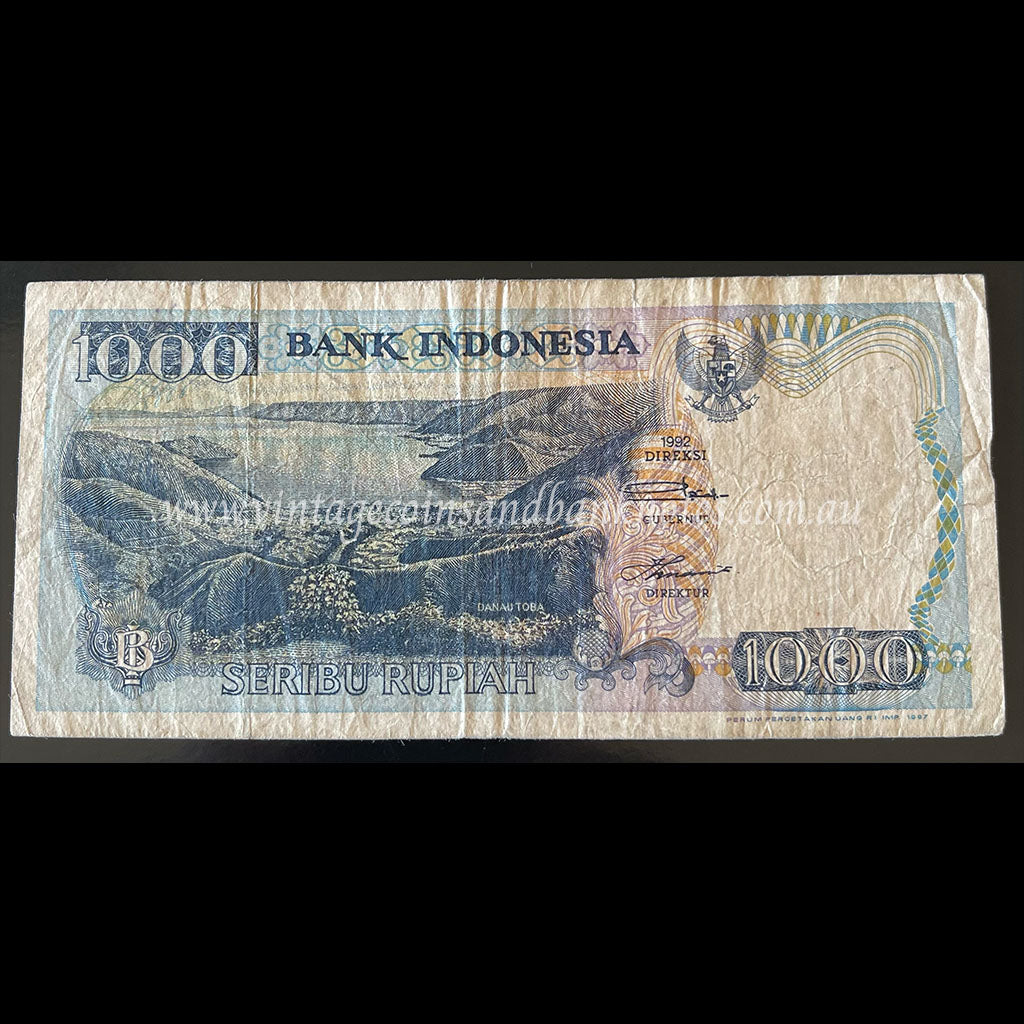 1000
BANK INDONESIA
1992
DIREKSI
www.vintagecoinsandbanknotes.com.au
GUBERNUR
DANAU TOBA
DIREKTUR
SERIBU RUPIAH
1000
PERUM PERCETAKAN UANG RI IMP. 1997